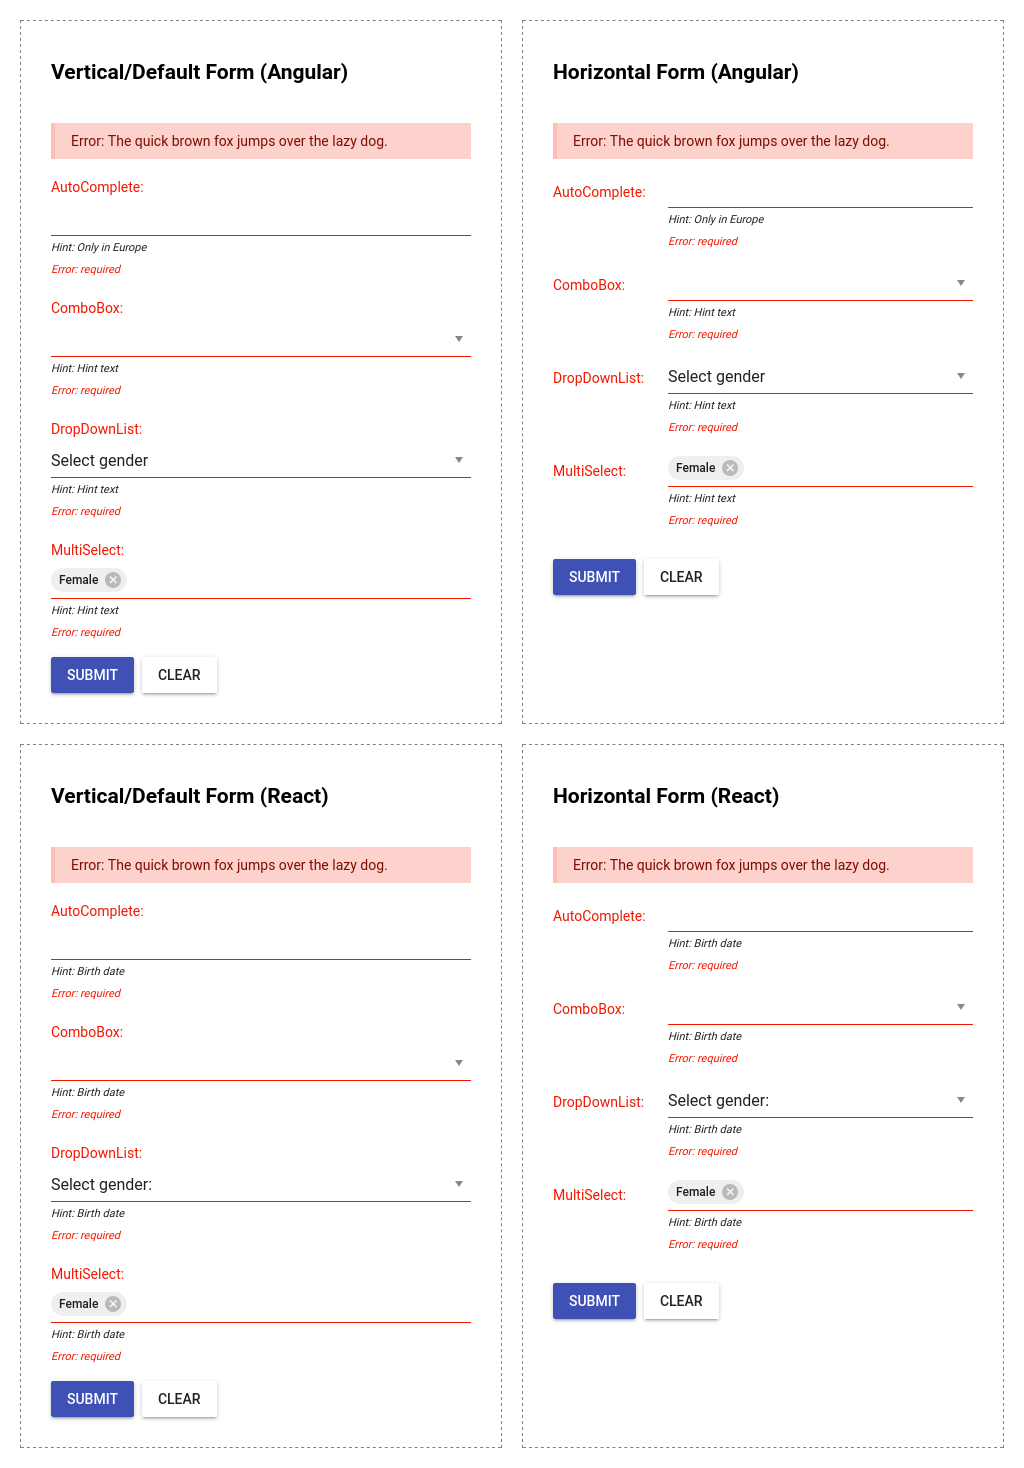 Vertical/Default Form (Angular)
Error: The quick brown fox jumps over the lazy dog.
AutoComplete:
Hint: Only in Europe
Error: required
ComboBox:
Hint: Hint text
Error: required
DropDownList:
Select gender
Hint: Hint text
Error: required
MultiSelect:
Female
Hint: Hint text
Error: required
SUBMIT CLEAR
Horizontal Form (Angular)
Error: The quick brown fox jumps over the lazy dog.
AutoComplete:
Hint: Only in Europe
Error: required
ComboBox:
Hint: Hint text
Error: required
DropDownList: Select gender
Hint: Hint text
Error: required
MultiSelect: Female
Hint: Hint text
Error: required
SUBMIT CLEAR
Vertical/Default Form (React)
Error: The quick brown fox jumps over the lazy dog.
AutoComplete:
Hint: Birth date
Error: required
ComboBox:
Hint: Birth date
Error: required
DropDownList:
Select gender:
Hint: Birth date
Error: required
MultiSelect:
Female
Hint: Birth date
Error: required
SUBMIT CLEAR
Horizontal Form (React)
Error: The quick brown fox jumps over the lazy dog.
AutoComplete:
Hint: Birth date
Error: required
ComboBox:
Hint: Birth date
Error: required
DropDownList: Select gender:
Hint: Birth date
Error: required
MultiSelect: Female
Hint: Birth date
Error: required
SUBMIT CLEAR